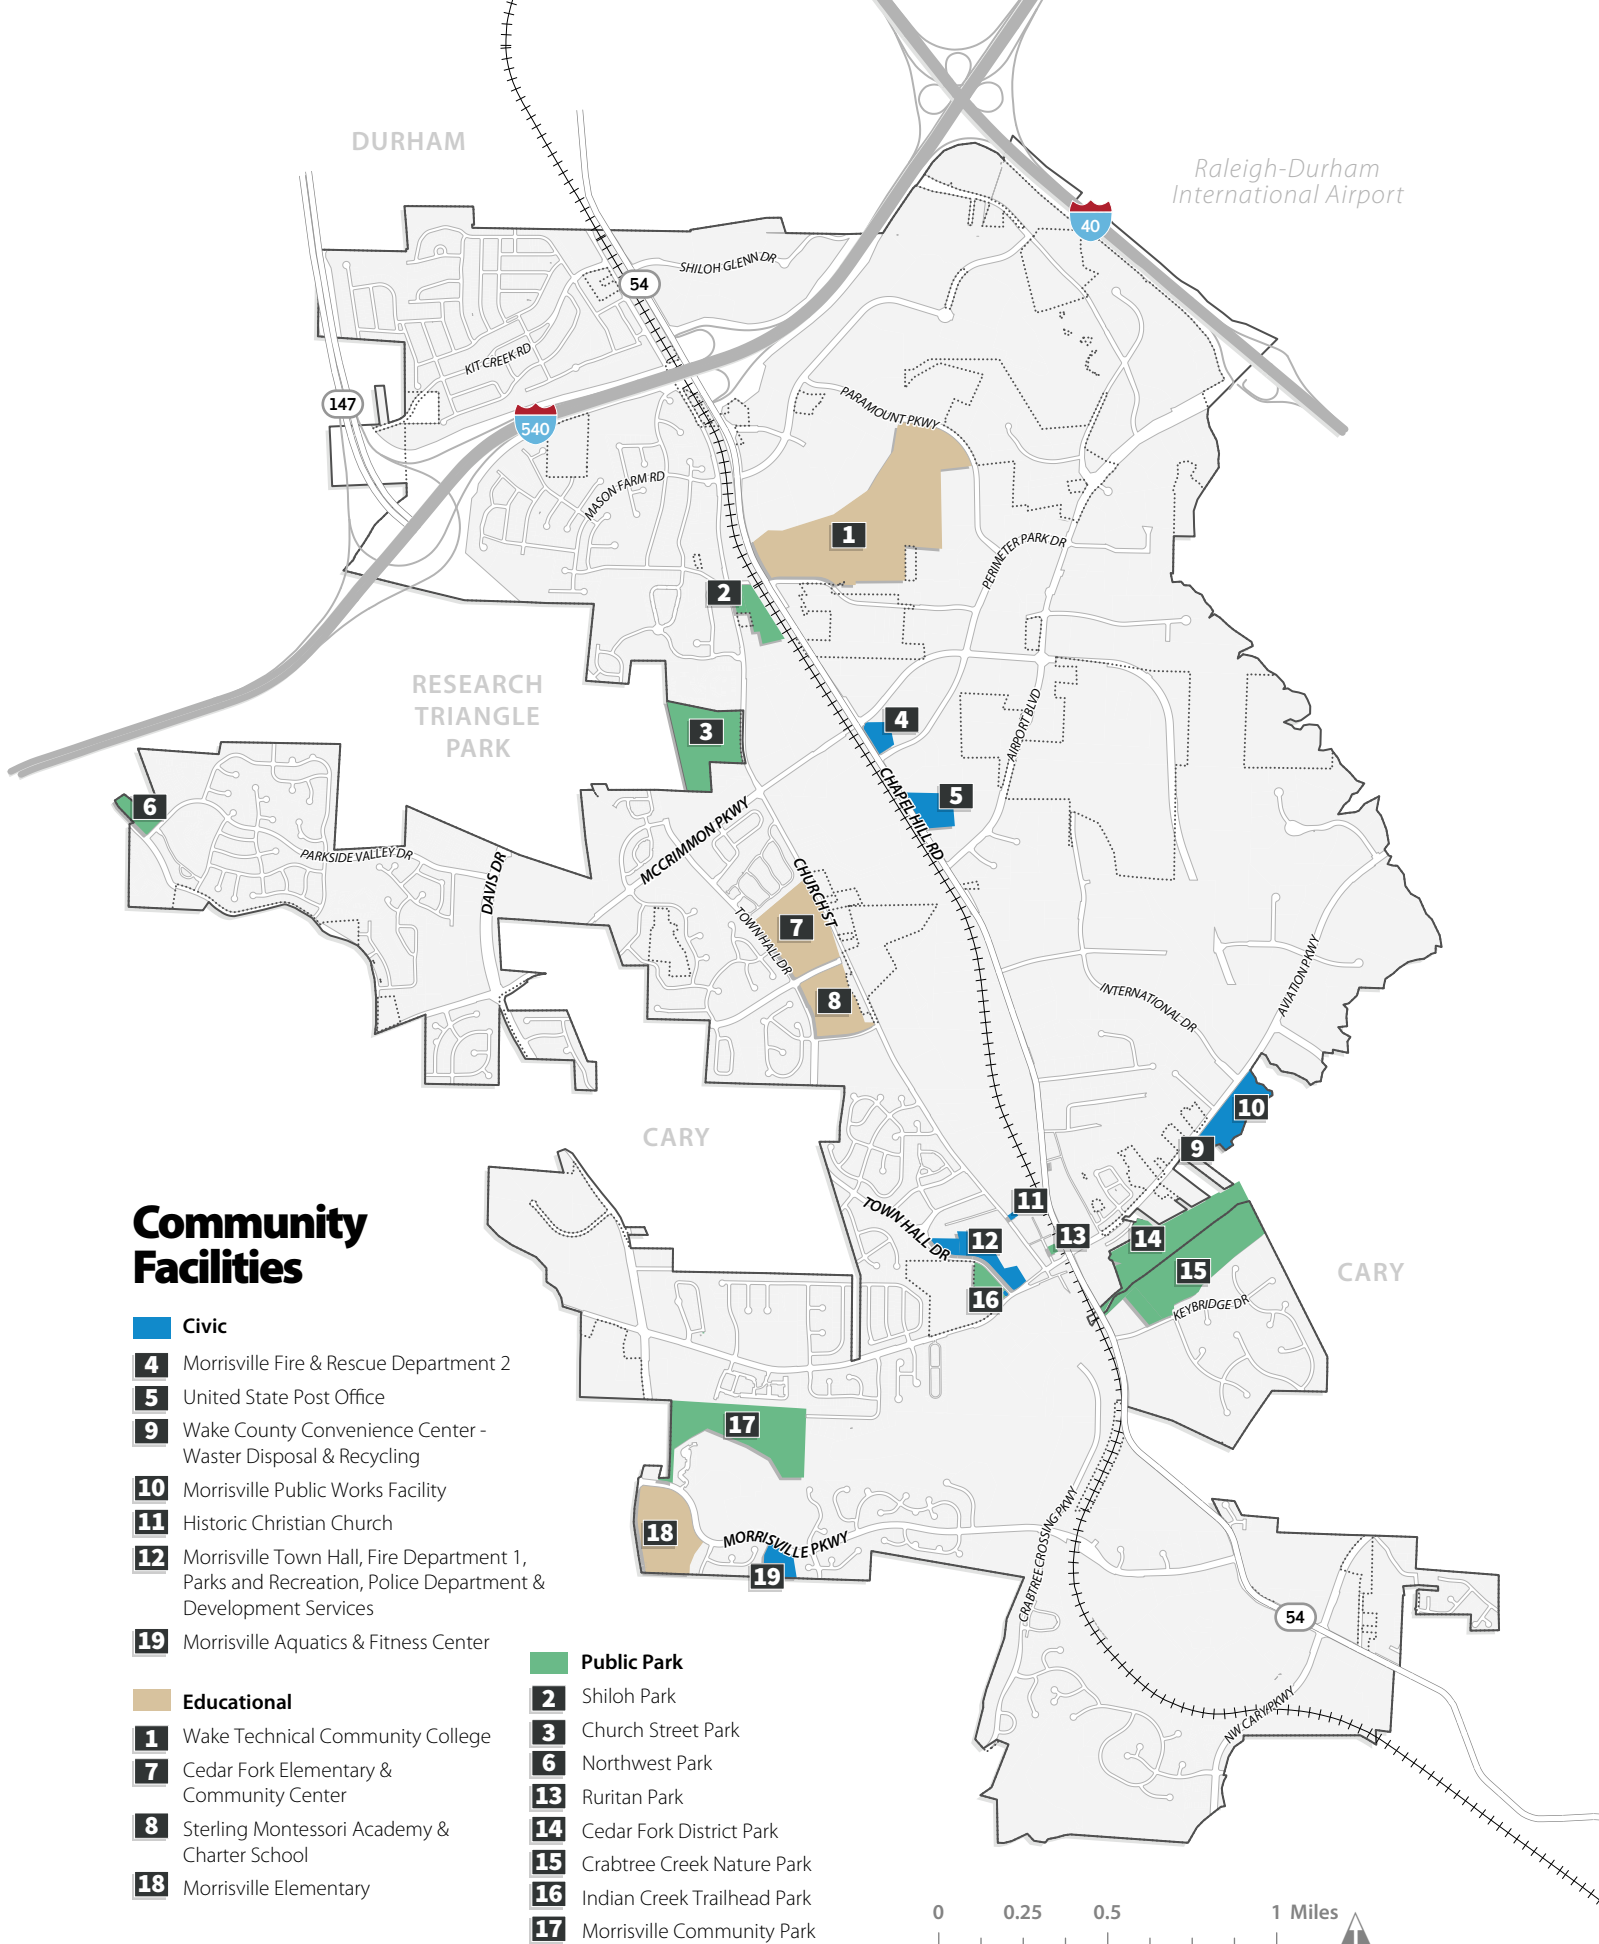 DURHAM
Raleigh-Durham
International Airport
40
SHILOH GLENN DR
54
KIT CREEK RD
147
540
PARAMOUNT PKWY
MASON FARM RD
1
PERIMETER PARK DR
2
RESEARCH
TRIANGLE
PARK
3
4
AIRPORT BLVD
CHAPEL HILL RD
5
6
MCCRIMMON PKWY
PARKSIDE VALLEY DR
DAVIS DR
CHURCH ST
7
TOWN HALL DR
8
INTERNATIONAL DR
AVIATION PKWY
10
9
CARY
11
TOWN HALL DR
12
13
14
15
CARY
16
KEYBRIDGE DR
17
18
MORRISVILLE PKWY
19
CRABTREE CROSSING PKWY
54
NW CARY PKWY
Community
Facilities
Civic
4 Morrisville Fire & Rescue Department 2
5 United State Post Office
9 Wake County Convenience Center -
Waster Disposal & Recycling
10 Morrisville Public Works Facility
11 Historic Christian Church
12 Morrisville Town Hall, Fire Department 1,
Parks and Recreation, Police Department &
Development Services
19 Morrisville Aquatics & Fitness Center
Educational
1 Wake Technical Community College
7 Cedar Fork Elementary &
Community Center
8 Sterling Montessori Academy &
Charter School
18 Morrisville Elementary
Public Park
2 Shiloh Park
3 Church Street Park
6 Northwest Park
13 Ruritan Park
14 Cedar Fork District Park
15 Crabtree Creek Nature Park
16 Indian Creek Trailhead Park
17 Morrisville Community Park
0 0.25 0.5 1 Miles